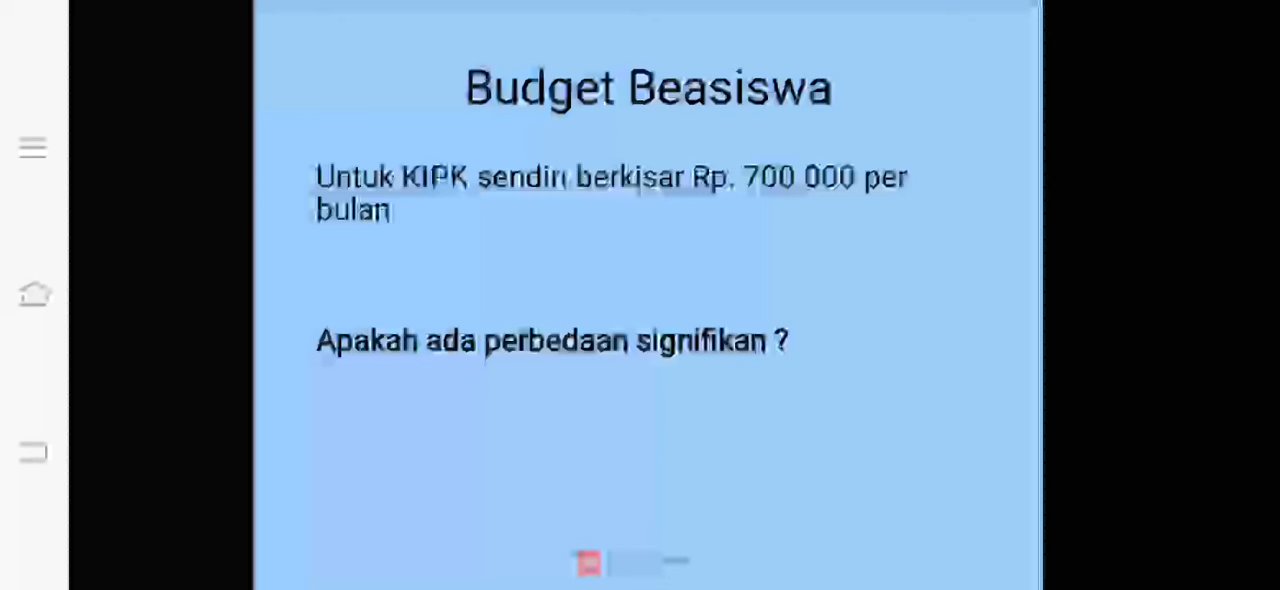 Budget Beasiswa
Untuk KIPK sendiri berkisar Rp. 700 000 per
bulan
Apakah ada perbedaan signifikan ?